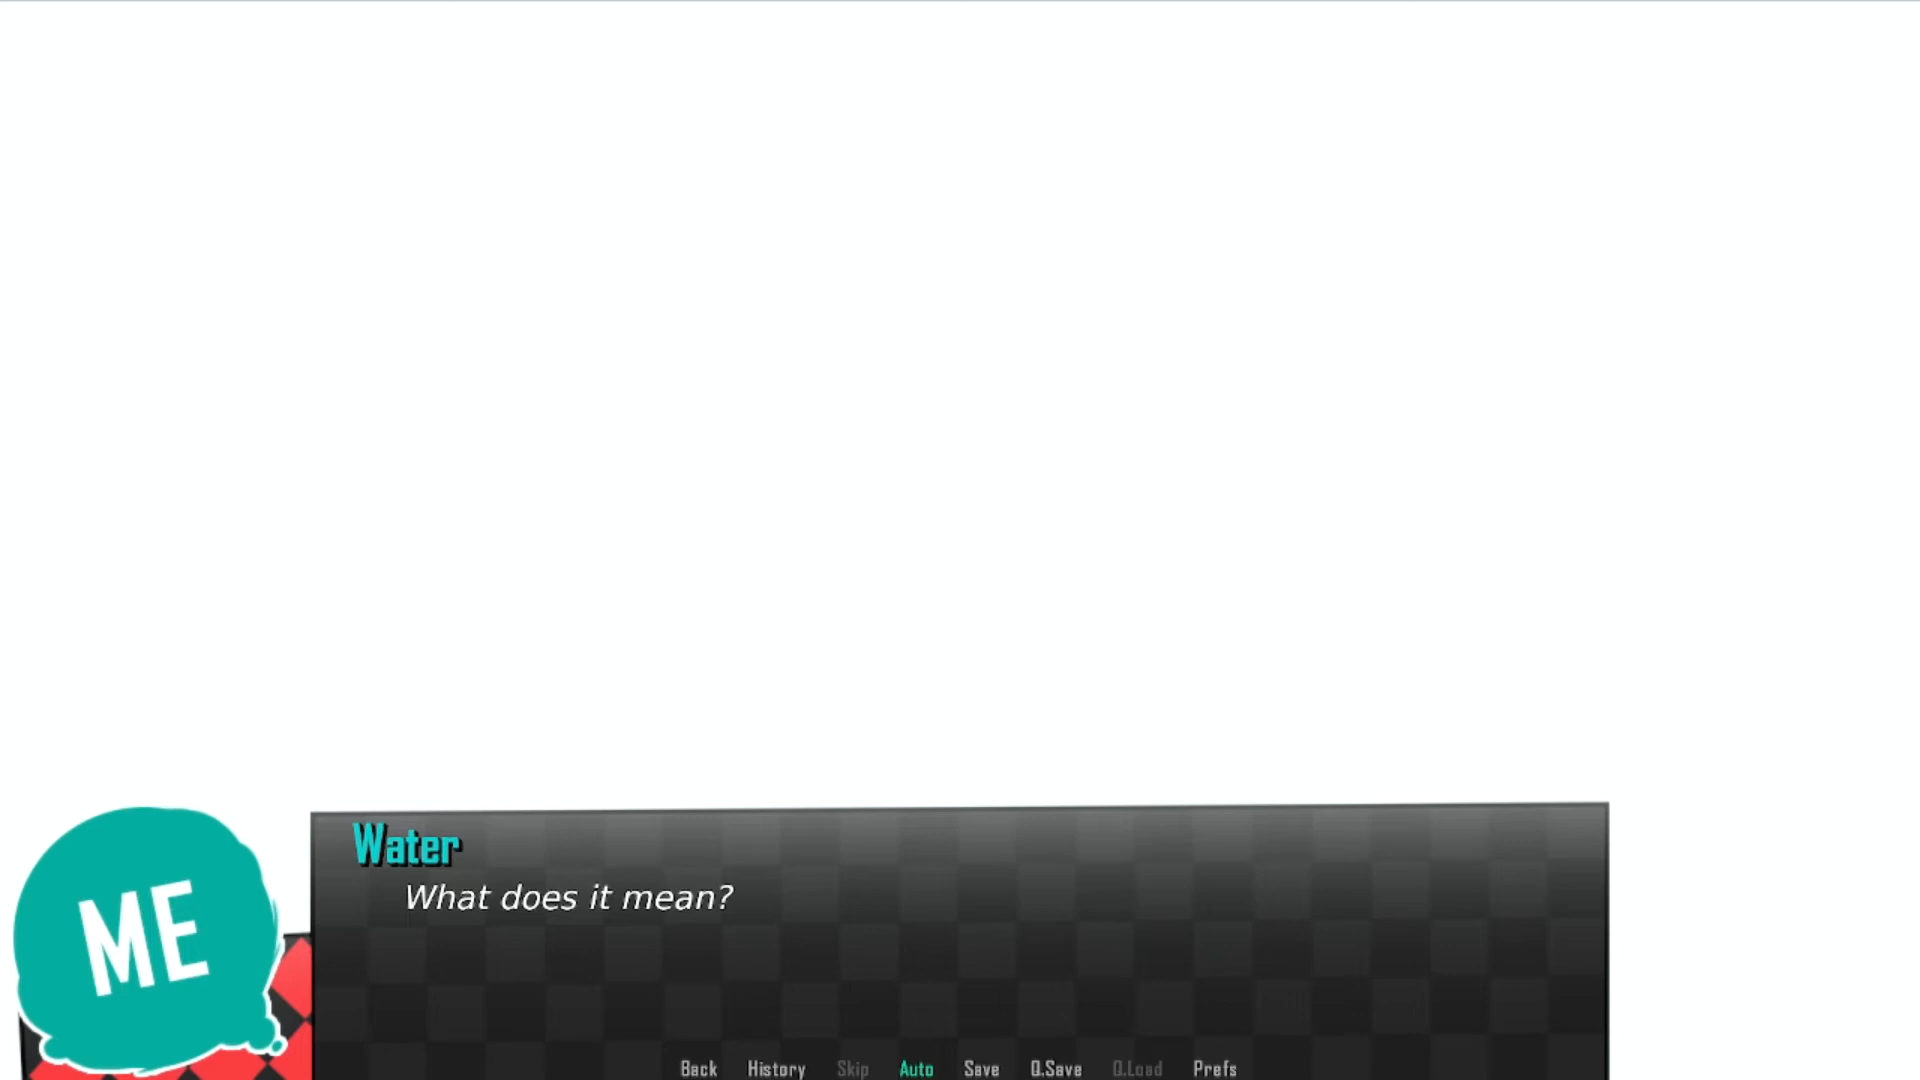 Water
What does it mean?
ME
Back History Skip Auto Save Q.Save Q.Load Prefs